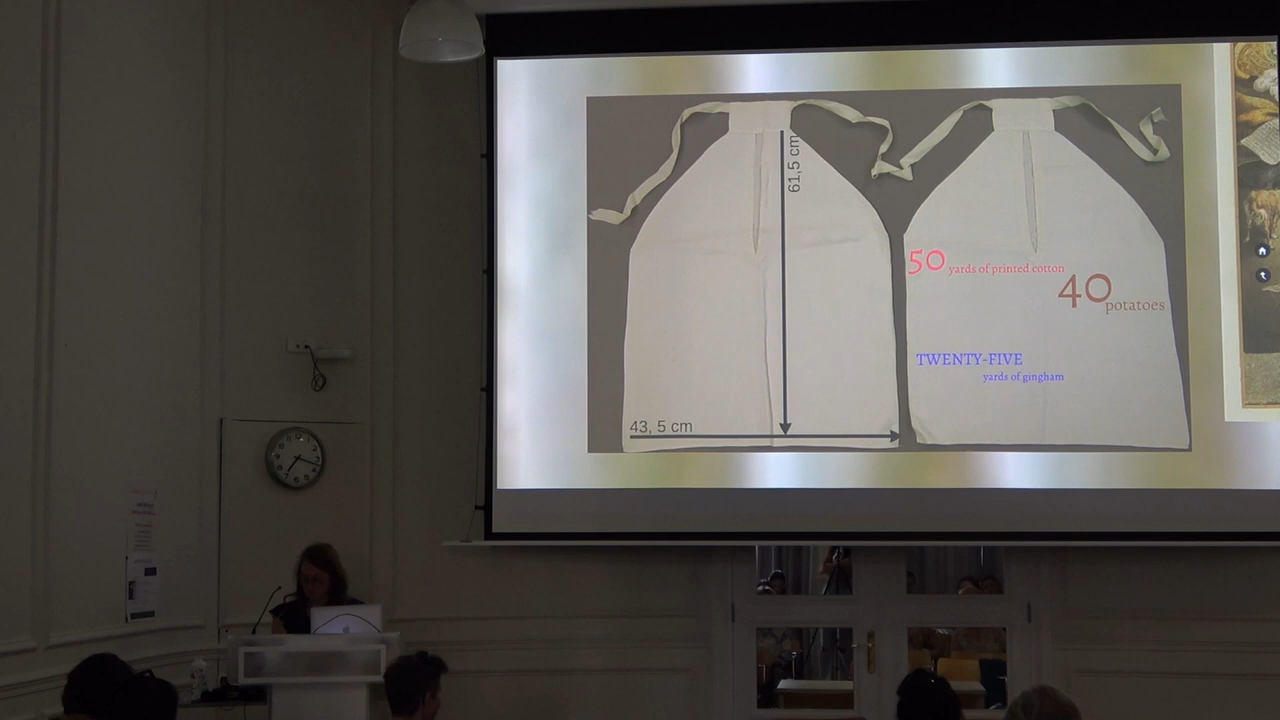 61,5 cm
50 yards of printed cotton
40 potatoes
TWENTY-FIVE
yards of gingham
43, 5 cm